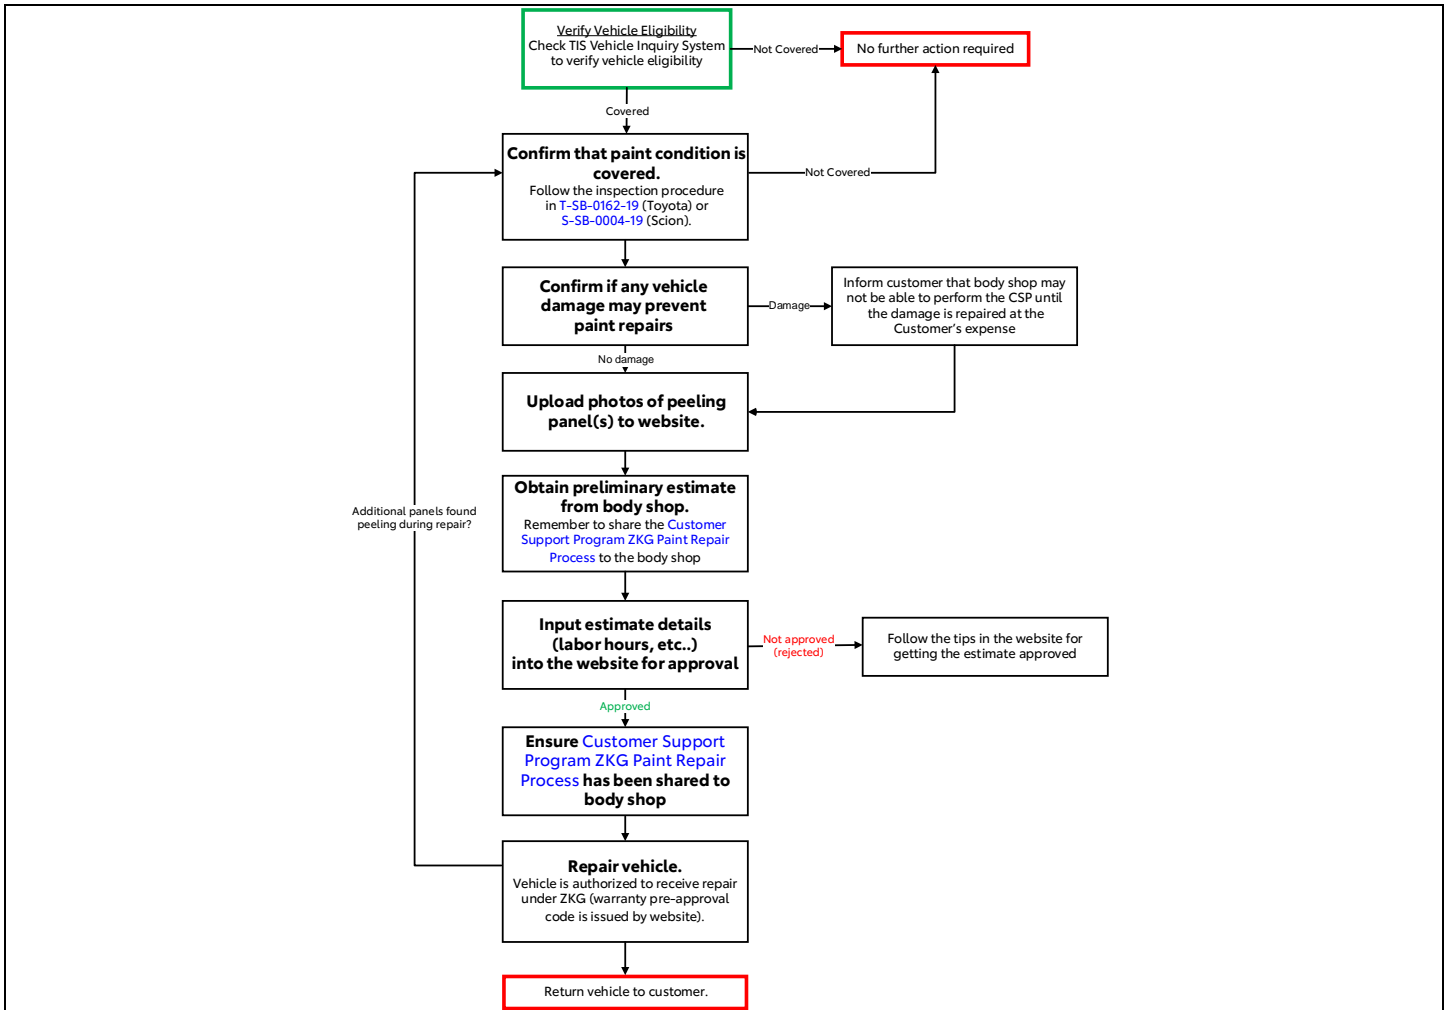 Verify Vehicle Eligibility
Check TIS Vehicle Inquiry System
to verify vehicle eligibility
Not Covered
No further action required
Covered
Confirm that paint condition is
covered.
Follow the inspection procedure
in T-SB-0162-19 (Toyota) or
S-SB-0004-19 (Scion).
Not Covered
Confirm if any vehicle
damage may prevent
paint repairs
Damage
Inform customer that body shop may
not be able to perform the CSP until
the damage is repaired at the
Customer's expense
No damage
Upload photos of peeling
panel(s) to website.
Obtain preliminary estimate
from body shop.
Remember to share the Customer
Support Program ZKG Paint Repair
Process to the body shop
Additional panels found
peeling during repair?
Input estimate details
(labor hours, etc..)
into the website for approval
Not approved
(rejected)
Follow the tips in the website for
getting the estimate approved
Approved
Ensure Customer Support
Program ZKG Paint Repair
Process has been shared to
body shop
Repair vehicle.
Vehicle is authorized to receive repair
under ZKG (warranty pre-approval
code is issued by website).
Return vehicle to customer.